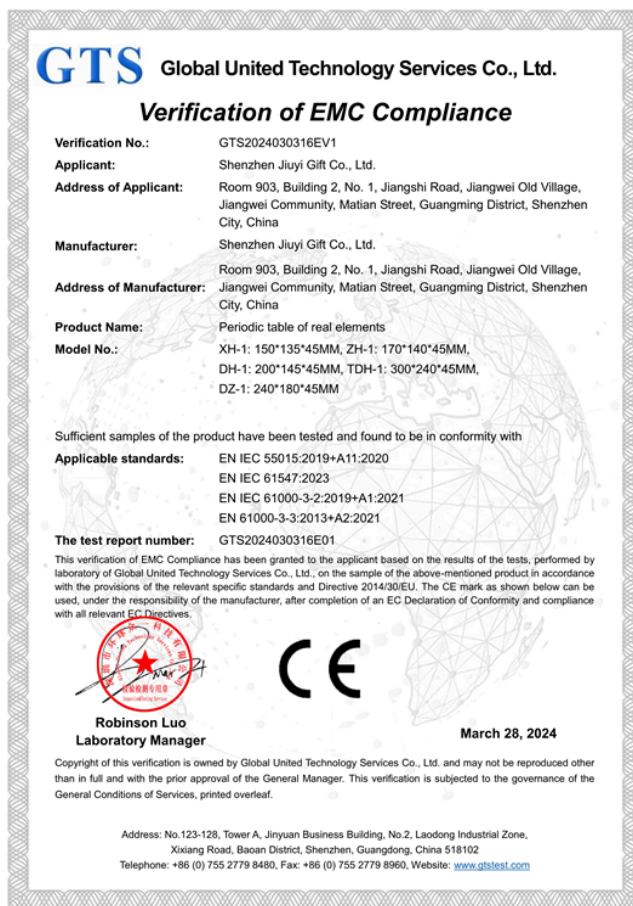 GTS Global United Technology Services Co., Ltd.
Verification of EMC Compliance
Verification No.: GTS2024030316EV1
Applicant: Shenzhen Jiuyi Gift Co., Ltd.
Address of Applicant: Room 903, Building 2, No. 1, Jiangshi Road, Jiangwei Old Village,
Jiangwei Community, Matian Street, Guangming District, Shenzhen
City, China
Manufacturer: Shenzhen Jiuyi Gift Co., Ltd.
Room 903, Building 2, No. 1, Jiangshi Road, Jiangwei Old Village,
Address of Manufacturer: Jiangwei Community, Matian Street, Guangming District, Shenzhen
City, China
Product Name: Periodic table of real elements
Model No.: XH-1: 150*135*45MM, ZH-1: 170*140*45MM,
DH-1: 200*145*45MM, TDH-1: 300*240*45MM,
DZ-1: 240*180*45MM
Sufficient samples of the product have been tested and found to be in conformity with
Applicable standards: EN IEC 55015:2019+A11:2020
EN IEC 61547:2023
EN IEC 61000-3-2:2019+A1:2021
EN 61000-3-3:2013+A2:2021
The test report number: GTS2024030316E01
This verification of EMC Compliance has been granted to the applicant based on the results of the tests, performed by
laboratory of Global United Technology Services Co., Ltd., on the sample of the above-mentioned product in accordance
with the provisions of the relevant specific standards and Directive 2014/30/EU. The CE mark as shown below can be
used, under the responsibility of the manufacturer, after completion of an EC Declaration of Conformity and compliance
with all relevant EC Directives.
检验检测专用章
CE
Robinson Luo
Laboratory Manager
March 28, 2024
Copyright of this verification is owned by Global United Technology Services Co., Ltd. and may not be reproduced other
than in full and with the prior approval of the General Manager. This verification is subjected to the governance of the
General Conditions of Services, printed overleaf.
Address: No.123-128, Tower A, Jinyuan Business Building, No.2, Laodong Industrial Zone,
Xixiang Road, Baoan District, Shenzhen, Guangdong, China 518102
Telephone: +86 (0) 755 2779 8480, Fax: +86 (0) 755 2779 8960, Website: www.gtstest.com